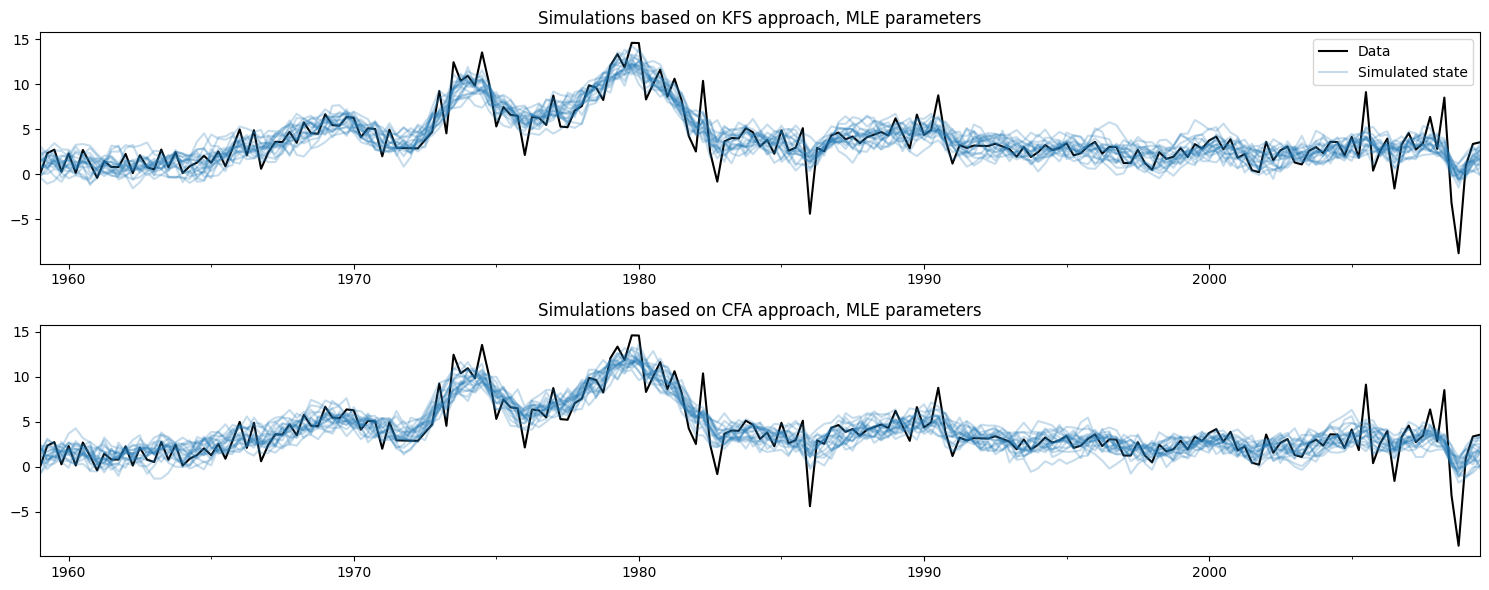 Simulations based on KFS approach, MLE parameters
15
10
5
0
−5
Data
Simulated state
1960 1970 1980 1990 2000
Simulations based on CFA approach, MLE parameters
15
10
5
0
−5
1960 1970 1980 1990 2000